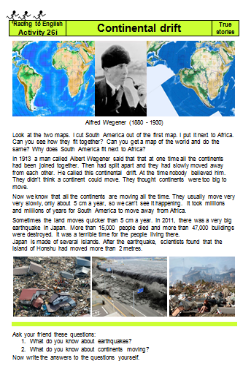 Racing to English
Activity 26i
Continental drift
True
stories
Alfred Wegener (1880 - 1930)
Look at the two maps. I cut South America out of the first map. I put it next to Africa.
Can you see how they fit together? Can you get a map of the world and do the
same? Why does South America fit next to Africa?
In 1913 a man called Albert Wegener said that that at one time all the continents
had been joined together. Then had split apart and they had slowly moved away
from each other. He called this continental drift. At the time nobody believed him.
They didn't think a continent could move. They thought continents were too big to
move.
Now we know that all the continents are moving all the time. They usually move very
very slowly, only about 5 cm a year, so we can't see it happening. It took millions
and millions of years for South America to move away from Africa.
Sometimes the land moves quicker than 5 cm a year. In 2011, there was a very big
earthquake in Japan. More than 15,000 people died and more than 47,000 buildings
were destroyed. It was a terrible time for the people living there.
Japan is made of several islands. After the earthquake, scientists found that the
island of Honshu had moved more than 2 metres.
Ask your friend these questions:
1. What do you know about earthquakes?
2. What do you know about continents moving?
Now write the answers to the questions yourself.